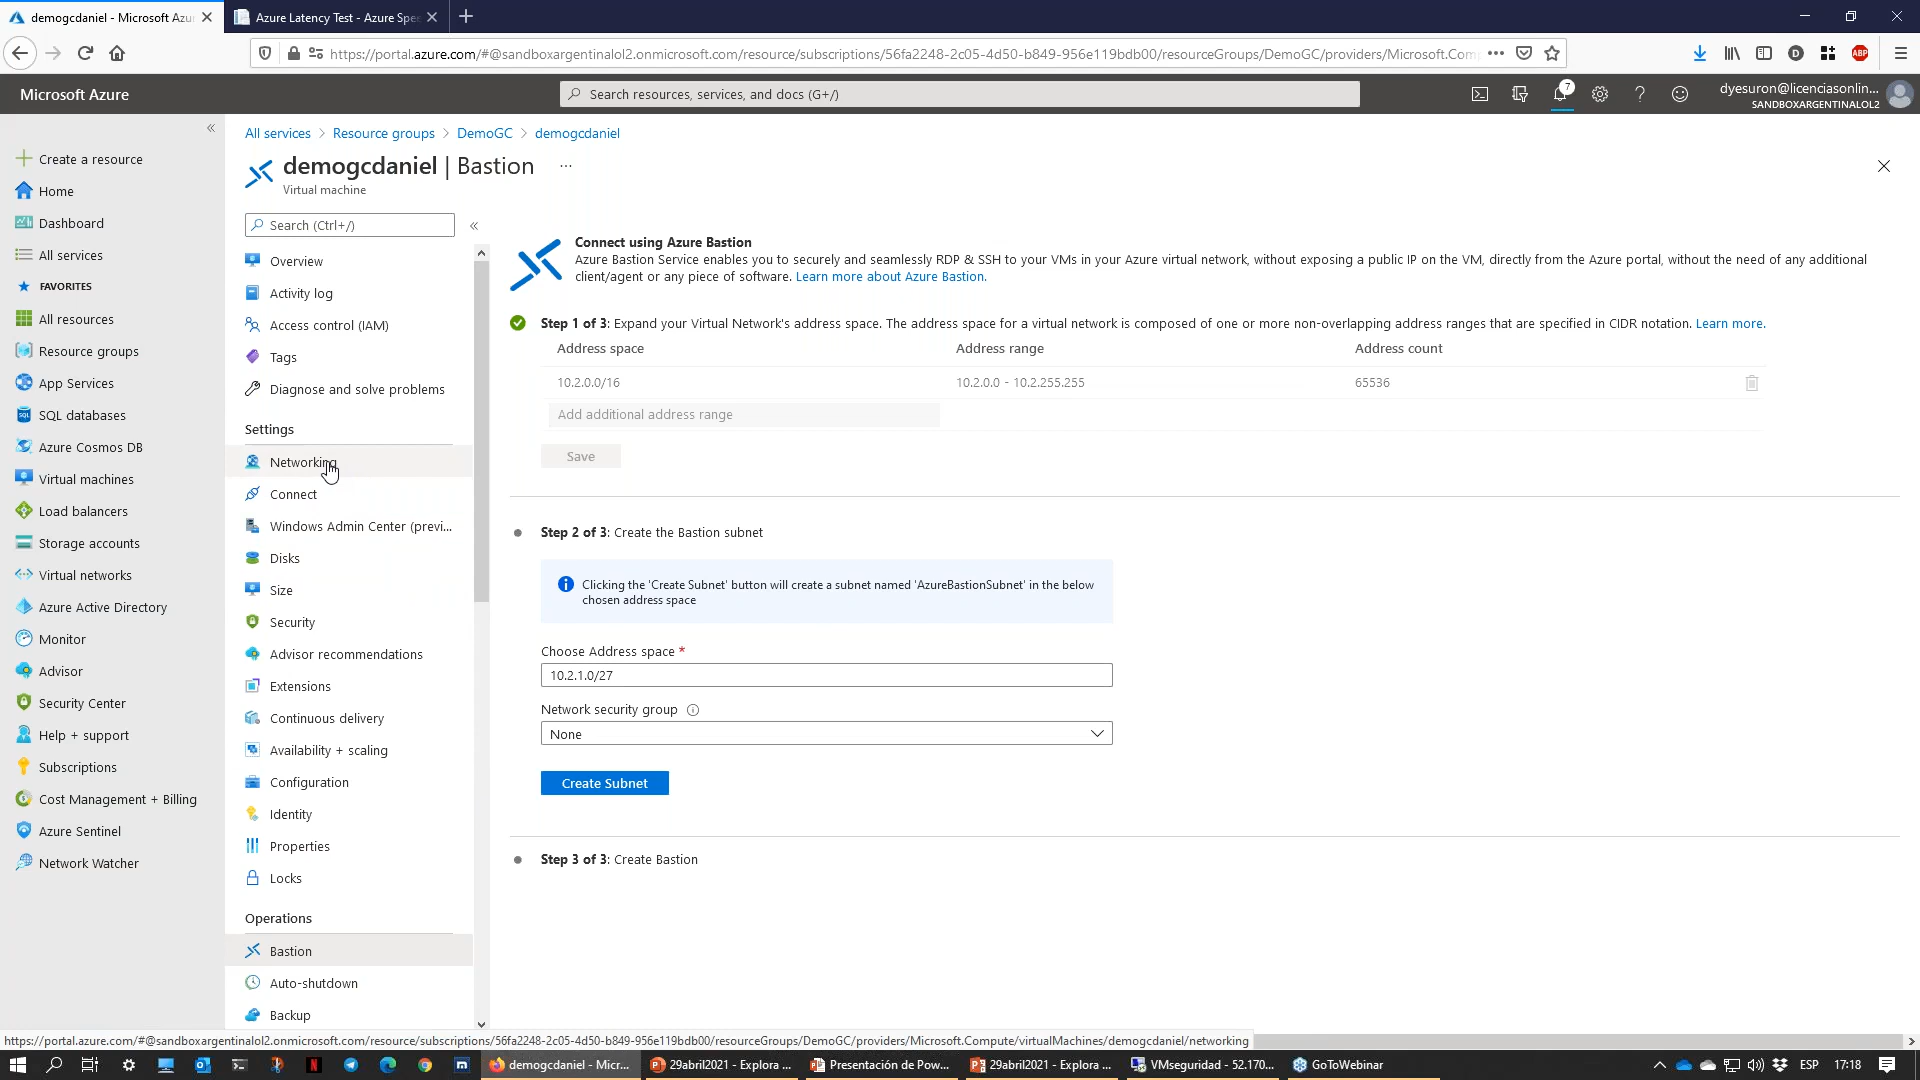 demogcdaniel - Microsoft Azu
Azure Latency Test - Azure Spee
https://portal.azure.com/#@sandboxargentinalol2.onmicrosoft.com/resource/subscriptions/56fa2248-2c05-4d50-b849-956e119bdb00/resourceGroups/DemoGC/providers/Microsoft.Com
Microsoft Azure
Search resources, services, and docs (G+/)
7
dyesuron@licenciasonlin...
SANDBOXARGENTINALOL2
All services > Resource groups > DemoGC > demogcdaniel
demogcdaniel | Bastion ...
Virtual machine
Create a resource
Home
Dashboard
All services
FAVORITES
All resources
Resource groups
App Services
SQL databases
Azure Cosmos DB
Virtual machines
Load balancers
Storage accounts
Virtual networks
Azure Active Directory
Monitor
Advisor
Security Center
Help + support
Subscriptions
Cost Management + Billing
Azure Sentinel
Network Watcher
Search (Ctrl+/)
Overview
Activity log
Access control (IAM)
Tags
Diagnose and solve problems
Settings
Networking
Connect
Windows Admin Center (previ...
Disks
Size
Security
Advisor recommendations
Extensions
Continuous delivery
Availability + scaling
Configuration
Identity
Properties
Locks
Operations
Bastion
Auto-shutdown
Backup
Connect using Azure Bastion
Azure Bastion Service enables you to securely and seamlessly RDP & SSH to your VMs in your Azure virtual network, without exposing a public IP on the VM, directly from the Azure portal, without the need of any additional
client/agent or any piece of software. Learn more about Azure Bastion.
Step 1 of 3: Expand your Virtual Network's address space. The address space for a virtual network is composed of one or more non-overlapping address ranges that are specified in CIDR notation. Learn more.
Address space Address range Address count
10.2.0.0/16 10.2.0.0 - 10.2.255.255 65536
Add additional address range
Save
Step 2 of 3: Create the Bastion subnet
Clicking the 'Create Subnet' button will create a subnet named 'AzureBastionSubnet' in the below
chosen address space
Choose Address space *
10.2.1.0/27
Network security group
None
Create Subnet
Step 3 of 3: Create Bastion
https://portal.azure.com/#@sandboxargentinalol2.onmicrosoft.com/resource/subscriptions/56fa2248-2c05-4d50-b849-956e119bdb00/resourceGroups/DemoGC/providers/Microsoft.Compute/virtualMachines/demogcdaniel/networking
demogcdaniel - Micr...
29abril2021 - Explora ...
Presentación de Pow...
29abril2021 - Explora ...
VMseguridad - 52.170...
GoToWebinar
ESP
17:18